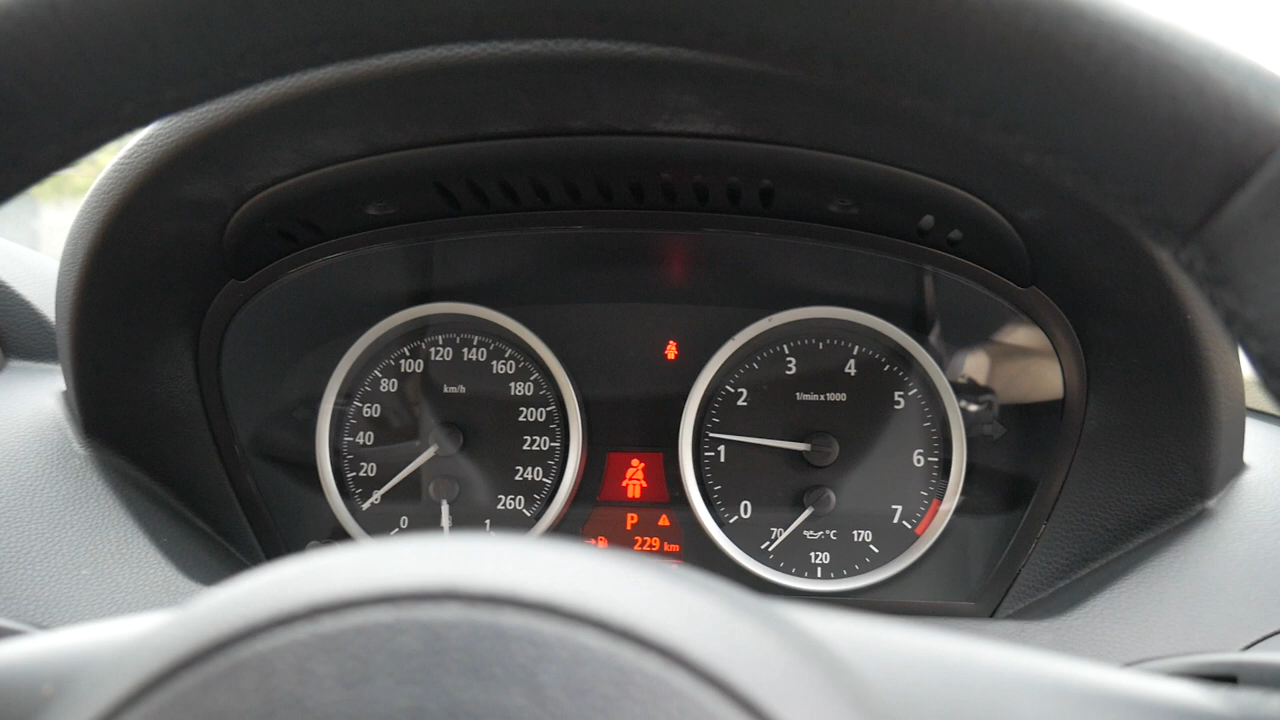 0 20 40 60 80 100 120 140 160 180 200 220 240 260
km/h
0 1
P
229 km
0 1 2 3 4 5 6 7
1/min x 1000
70 120 170
°C